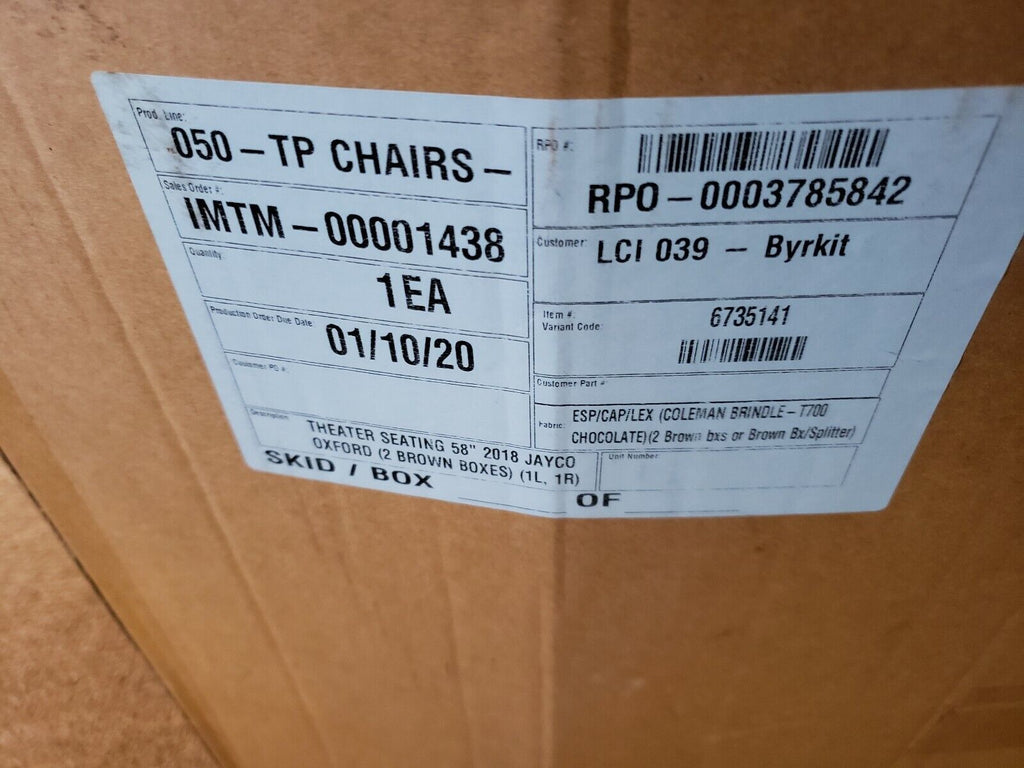 Prod. Line:
050-TP CHAIRS-
Sales Order #:
IMTM-00001438
Quantity
1EA
Production Order Due Date:
01/10/20
Customer PO #:
Description
THEATER SEATING 58" 2018 JAYCO
OXFORD (2 BROWN BOXES) (1L, 1R)
RPO #:
RPO-0003785842
Customer: LCI 039 - Byrkit
Item #: 6735141
Variant Code:
Customer Part #
Fabric: ESP/CAP/LEX (COLEMAN BRINDLE-T700
CHOCOLATE)(2 Brown bxs or Brown Bx/Splitter)
Unit Number
SKID / BOX ______ OF ______